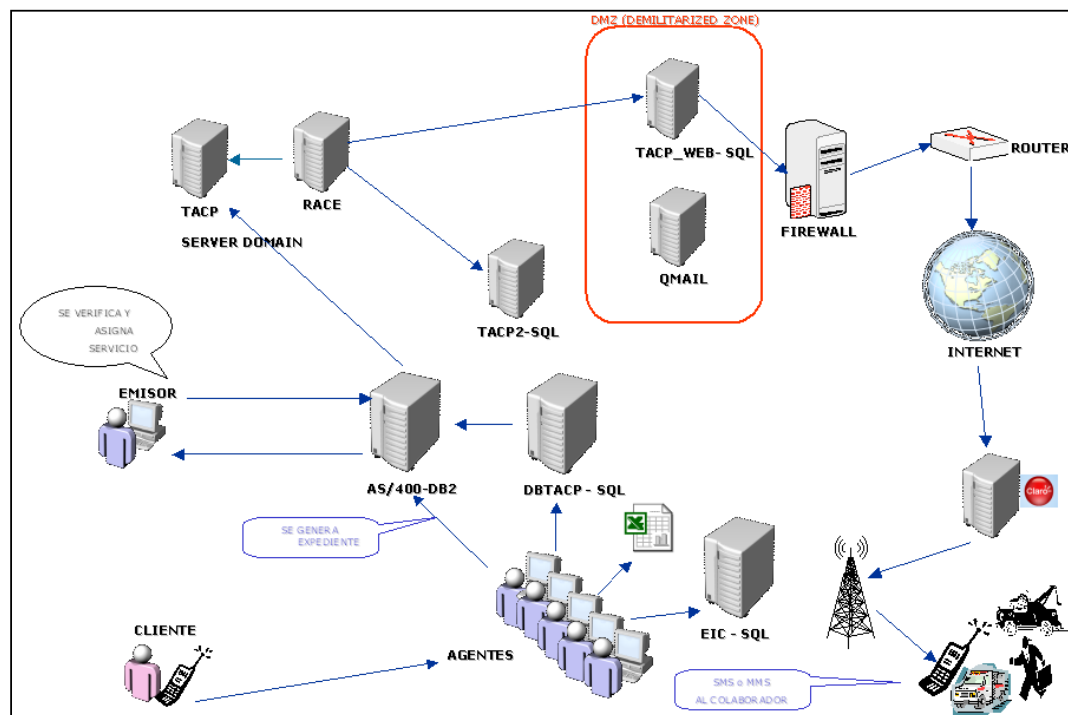 DMZ (DEMILITARIZED ZONE)
TACP_WEB- SQL
ROUTER
TACP
RACE
SERVER DOMAIN
FIREWALL
QMAIL
TACP2-SQL
INTERNET
SE VERIFICA Y
ASIGNA
SERVICIO
EMISOR
AS/400-DB2
DBTACP - SQL
Claro
SE GENERA
EXPEDIENTE
EIC - SQL
CLIENTE
AGENTES
SMS o MMS
AL COLABORADOR